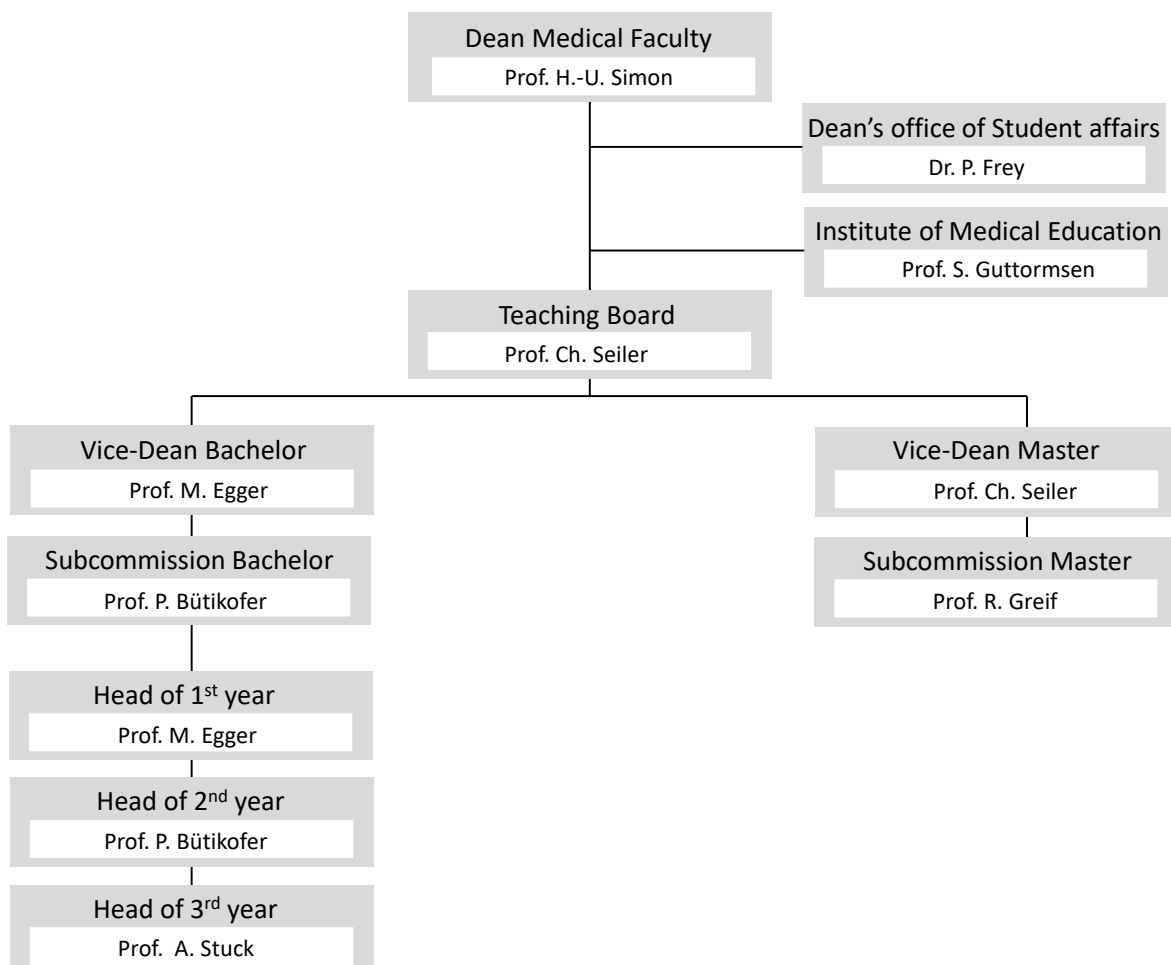 Dean Medical Faculty
Prof. H.-U. Simon
Dean’s office of Student affairs
Dr. P. Frey
Institute of Medical Education
Prof. S. Guttormsen
Teaching Board
Prof. Ch. Seiler
Vice-Dean Bachelor
Prof. M. Egger
Vice-Dean Master
Prof. Ch. Seiler
Subcommission Bachelor
Prof. P. Bütikofer
Subcommission Master
Prof. R. Greif
Head of 1st year
Prof. M. Egger
Head of 2nd year
Prof. P. Bütikofer
Head of 3rd year
Prof. A. Stuck